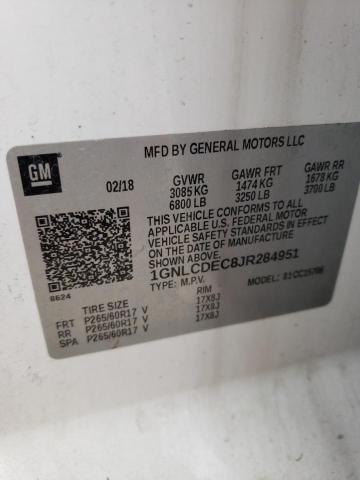 GM
MFD BY GENERAL MOTORS LLC
02/18 GVWR GAWR FRT GAWR RR
3085 KG 1474 KG 1678 KG
6800 LB 3250 LB 3700 LB
THIS VEHICLE CONFORMS TO ALL
APPLICABLE U.S. FEDERAL MOTOR
VEHICLE SAFETY STANDARDS IN EFFECT
ON THE DATE OF MANUFACTURE
SHOWN ABOVE.
1GNLCDEC8JR284951
8624 TYPE: M.P.V. MODEL:
TIRE SIZE RIM
FRT P265/60R17 V 17X8J
RR P265/60R17 V 17X8J
SPA P265/60R17 V 17X8J